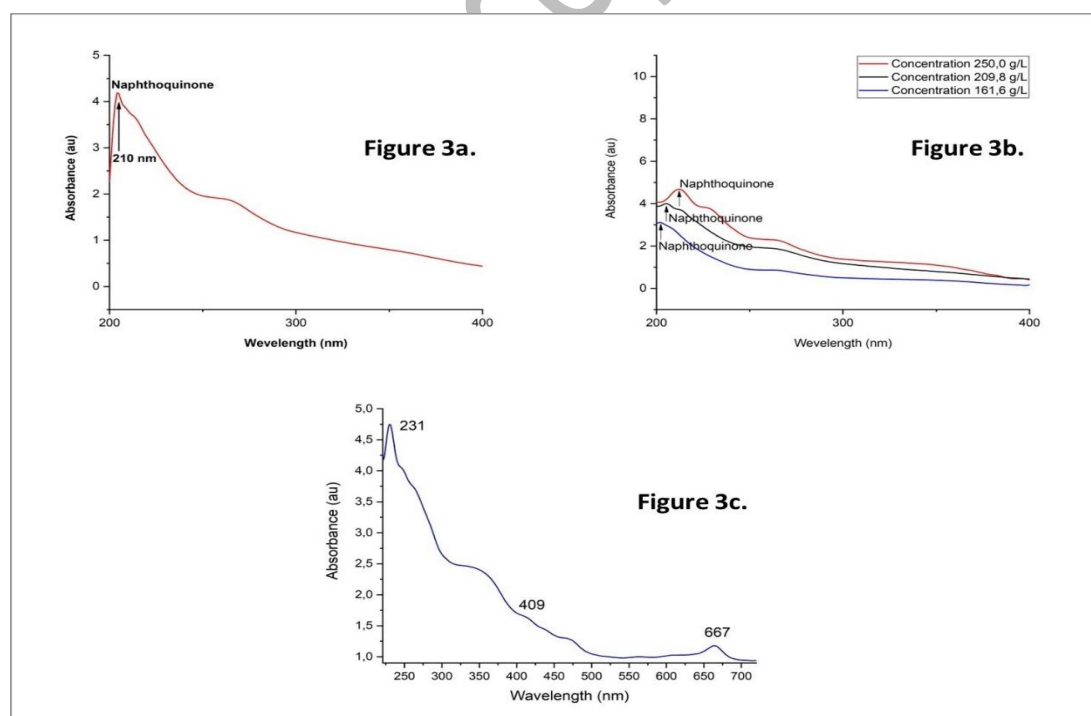 5
4
3
2
1
0
Absorbance (au)
Naphthoquinone
210 nm
Figure 3a.
200
300
400
Wevelength (nm)
10
8
6
4
2
0
Absorbance (au)
Concentration 250,0 g/L
Concentration 209,8 g/L
Concentration 161,6 g/L
Figure 3b.
Naphthoquinone
Naphthoquinone
Naphthoquinone
200
300
400
Wevelength (nm)
5,0
4,5
4,0
3,5
3,0
2,5
2,0
1,5
1,0
Absorbance (au)
231
Figure 3c.
409
667
250
300
350
400
450
500
550
600
650
700
Wavelength (nm)